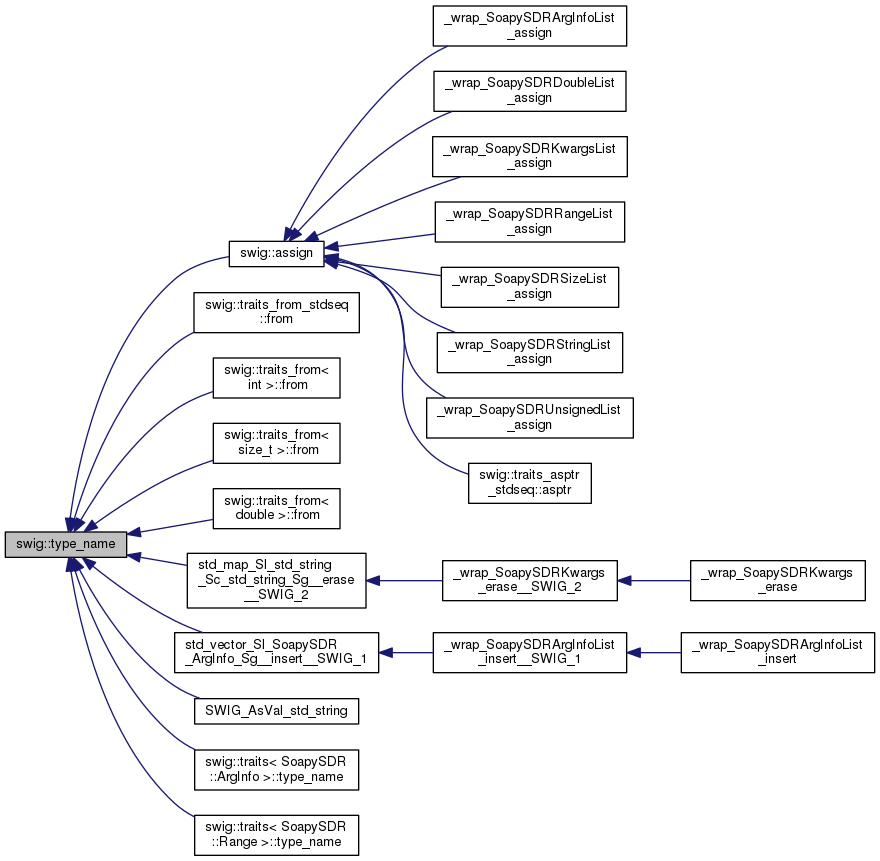 _wrap_SoapySDRArgInfoList
_assign
_wrap_SoapySDRDoubleList
_assign
_wrap_SoapySDRKwargsList
_assign
_wrap_SoapySDRRangeList
_assign
swig::assign
_wrap_SoapySDRSizeList
_assign
swig::traits_from_stdseq
::from
_wrap_SoapySDRStringList
_assign
swig::traits_from<
int >::from
_wrap_SoapySDRUnsignedList
_assign
swig::traits_from<
size_t >::from
swig::traits_asptr
_stdseq::asptr
swig::traits_from<
double >::from
swig::type_name
std_map_Sl_std_string
_Sc_std_string_Sg__erase
__SWIG_2
_wrap_SoapySDRKwargs
_erase__SWIG_2
_wrap_SoapySDRKwargs
_erase
std_vector_Sl_SoapySDR
_ArgInfo_Sg__insert__SWIG_1
_wrap_SoapySDRArgInfoList
_insert__SWIG_1
_wrap_SoapySDRArgInfoList
_insert
SWIG_AsVal_std_string
swig::traits< SoapySDR
::ArgInfo >::type_name
swig::traits< SoapySDR
::Range >::type_name